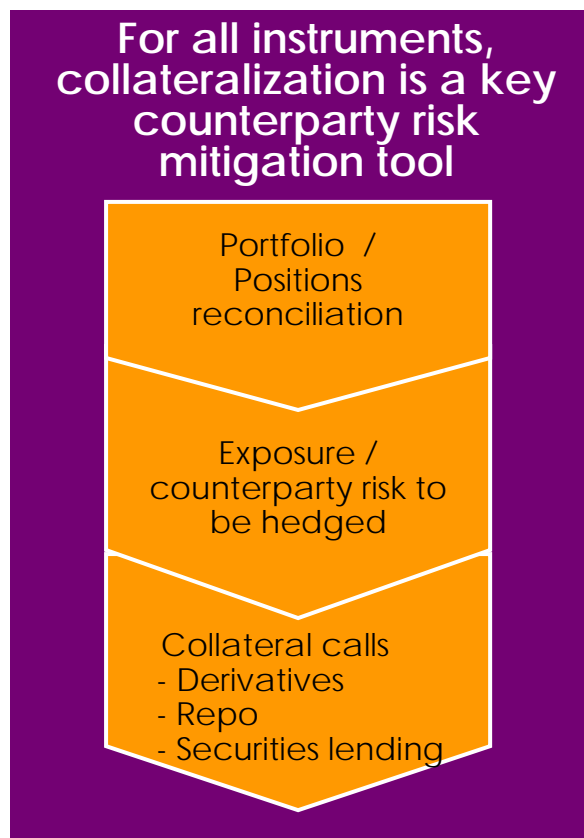 For all instruments,
collateralization is a key
counterparty risk
mitigation tool
Portfolio /
Positions
reconciliation
Exposure /
counterparty risk to
be hedged
Collateral calls
- Derivatives
- Repo
- Securities lending